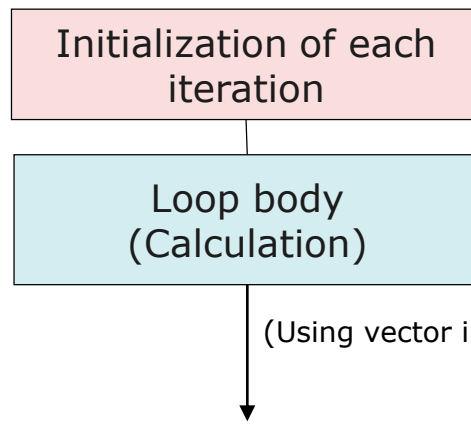 Initialization of each
iteration
Loop body
(Calculation)
(Using vector i